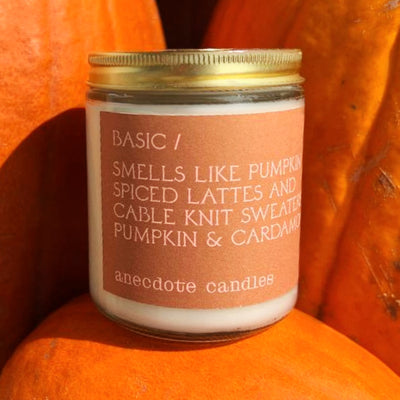 BASIC /
SMELLS LIKE PUMPKIN
SPICED LATTES AND
CABLE KNIT SWEATER
PUMPKIN & CARDAMO
anecdote candles